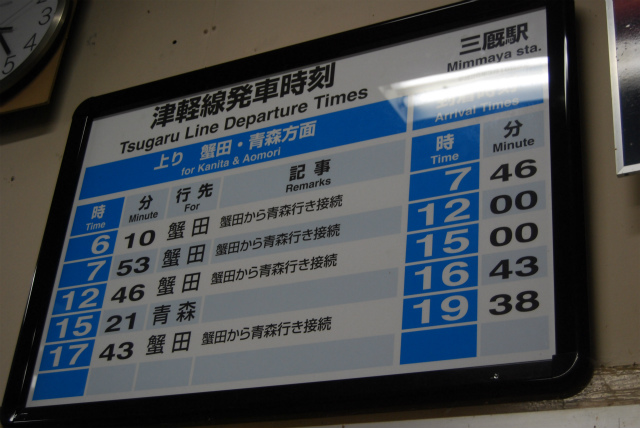 津軽線発車時刻
Tsugaru Line Departure Times
上り 蟹田・青森方面
for Kanita & Aomori
時 分 行先 記事
Time Minute For Remarks
6 10 蟹田 蟹田から青森行き接続
7 53 蟹田 蟹田から青森行き接続
12 46 蟹田 蟹田から青森行き接続
15 21 青森
17 43 蟹田 蟹田から青森行き接続
三厩駅
Mimmaya sta.
Arrival Times
時 分
Time Minute
7 46
12 00
15 00
16 43
19 38
3
4
5